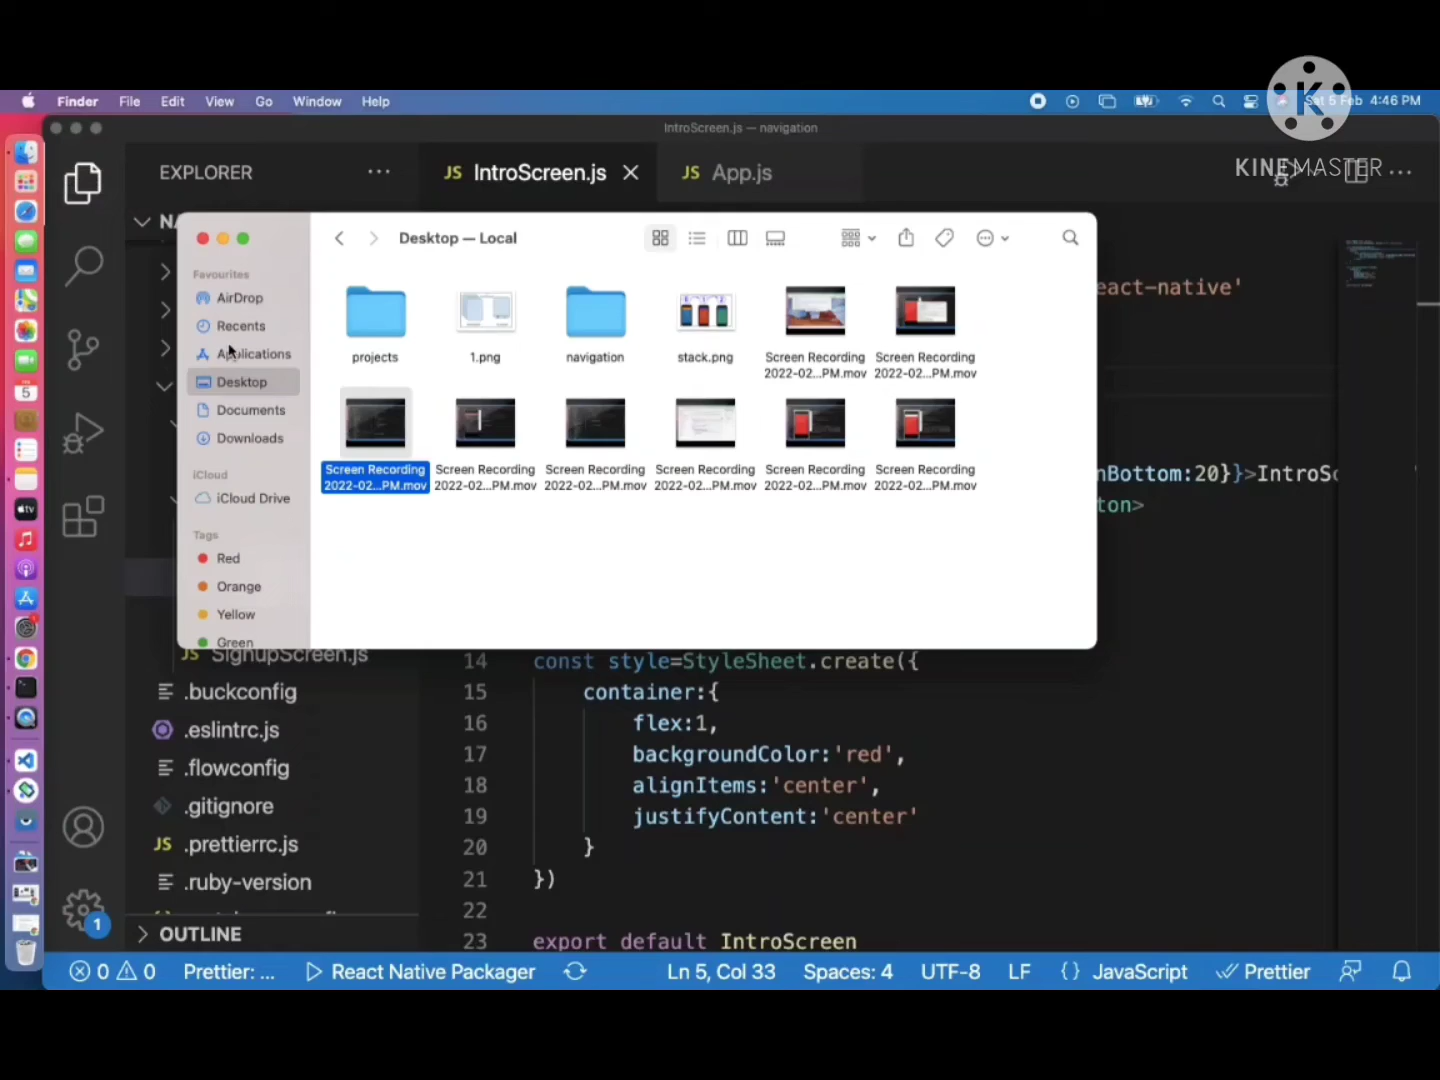 Finder File Edit View Go Window Help
Sat 5 Feb 4:46 PM
KINEMASTER
IntroScreen.js — navigation
EXPLORER
JS IntroScreen.js
JS App.js
Desktop — Local
Favourites
AirDrop
Recents
Applications
Desktop
Documents
Downloads
iCloud
iCloud Drive
Tags
Red
Orange
Yellow
Green
projects
1.png
navigation
stack.png
Screen Recording
2022-02...PM.mov
Screen Recording
2022-02...PM.mov
Screen Recording
2022-02...PM.mov
Screen Recording
2022-02...PM.mov
Screen Recording
2022-02...PM.mov
Screen Recording
2022-02...PM.mov
Screen Recording
2022-02...PM.mov
Screen Recording
2022-02...PM.mov
eact-native'
nBottom:20}}>IntroSc
ton>
JS SignupScreen.js
.buckconfig
.eslintrc.js
.flowconfig
.gitignore
JS .prettierrc.js
.ruby-version
OUTLINE
14 const style=StyleSheet.create({
15 container:{
16 flex:1,
17 backgroundColor:'red',
18 alignItems:'center',
19 justifyContent:'center'
20 }
21 })
22
23 export default IntroScreen
0 0 Prettier: ... React Native Packager Ln 5, Col 33 Spaces: 4 UTF-8 LF {} JavaScript Prettier
1